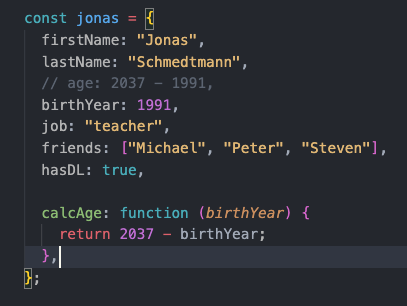 const jonas = {
  firstName: "Jonas",
  lastName: "Schmedtmann",
  // age: 2037 - 1991,
  birthYear: 1991,
  job: "teacher",
  friends: ["Michael", "Peter", "Steven"],
  hasDL: true,

  calcAge: function (birthYear) {
    return 2037 - birthYear;
  },
};